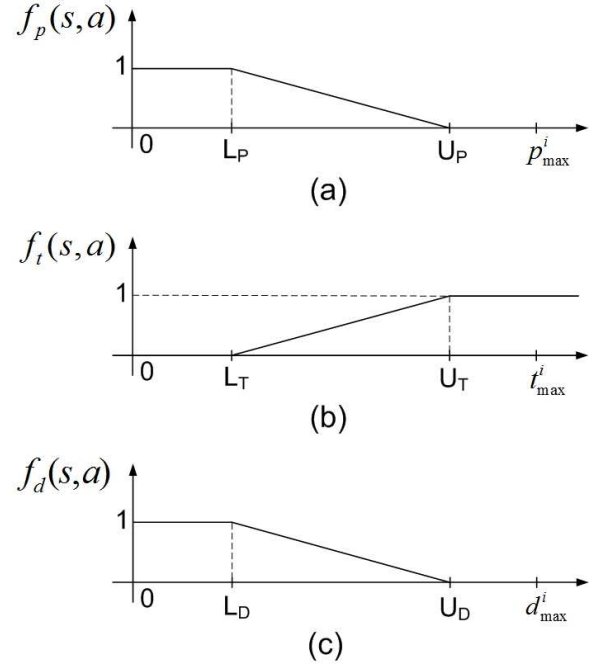 f_p(s,a)
1
0 L_P U_P p^i_max
(a)
f_t(s,a)
1
0 L_T U_T t^i_max
(b)
f_d(s,a)
1
0 L_D U_D d^i_max
(c)